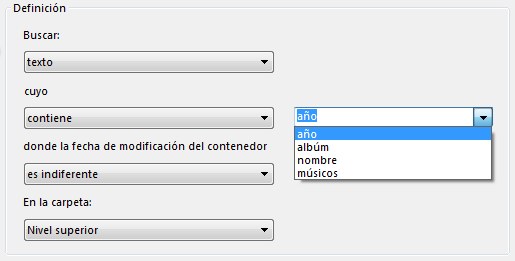 Definición
Buscar:
texto
cuyo
contiene
año
año
albúm
nombre
músicos
donde la fecha de modificación del contenedor
es indiferente
En la carpeta:
Nivel superior